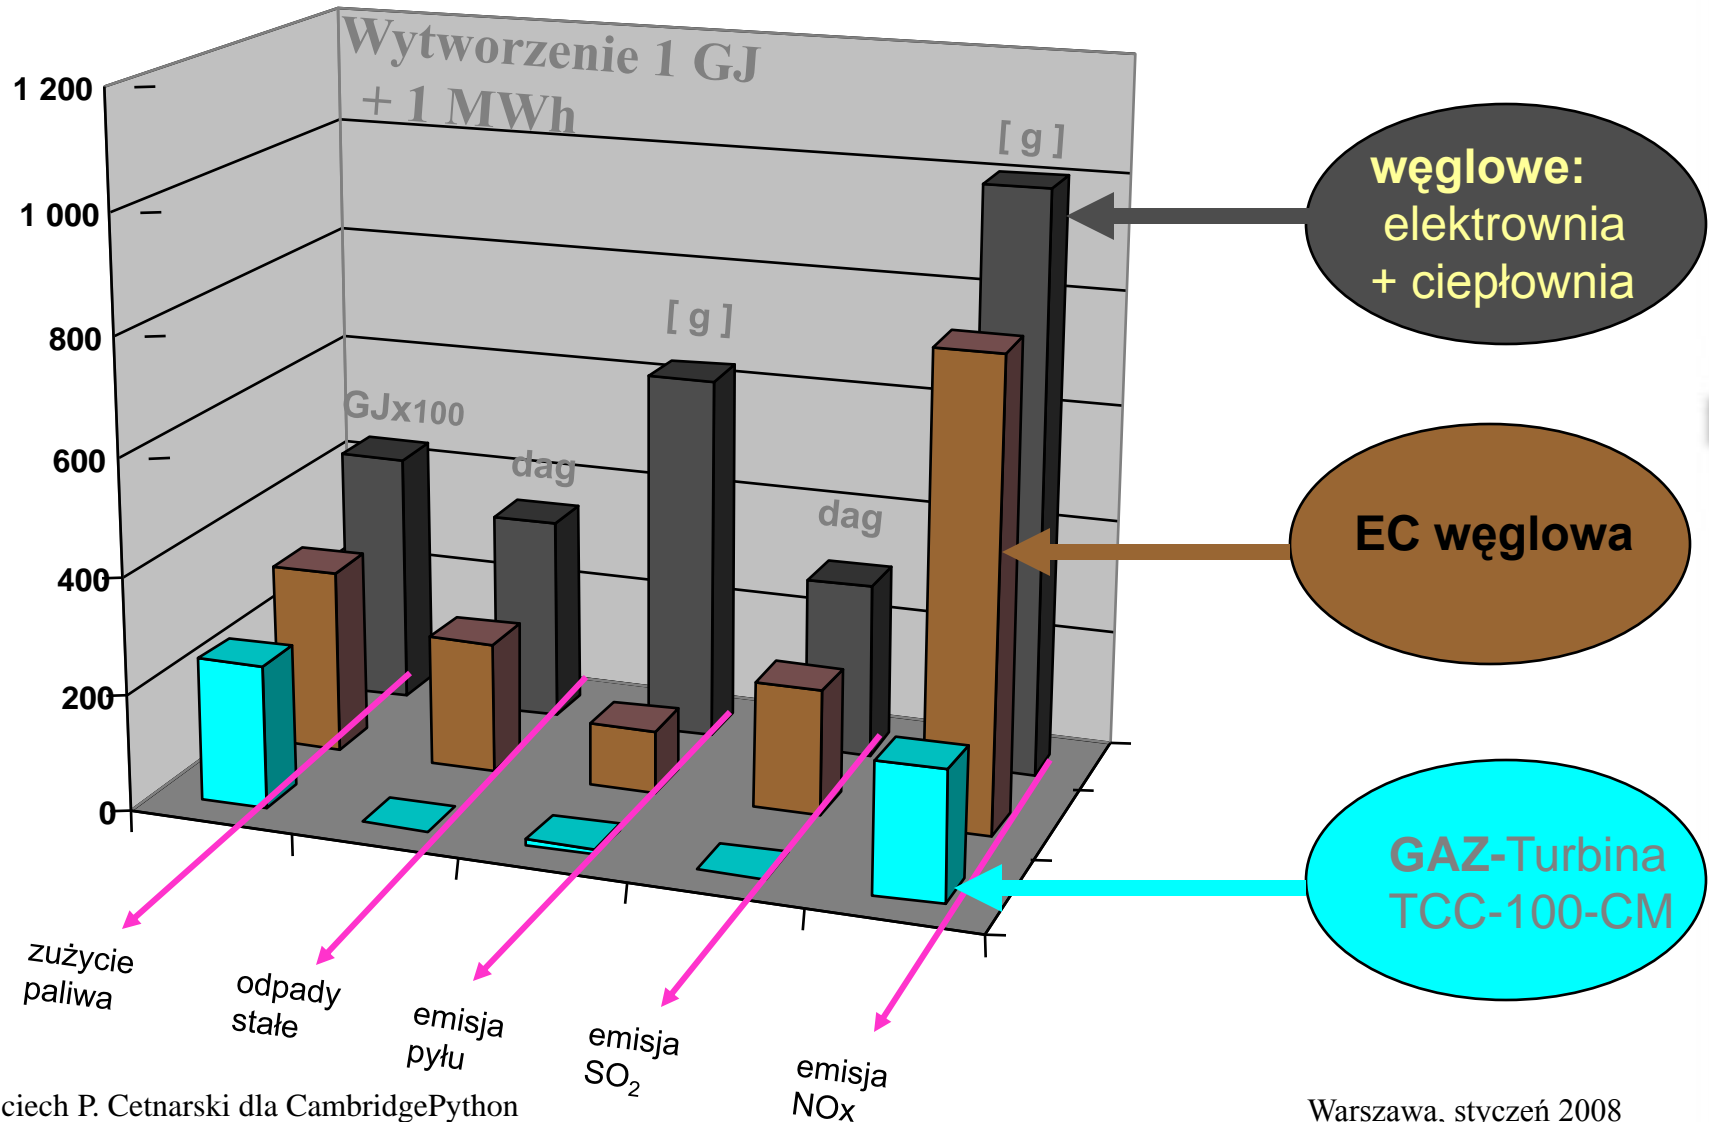 Wytworzenie 1 GJ
+ 1 MWh
1 200
1 000
800
600
400
200
0
GJx100
dag
[ g ]
dag
[ g ]
węglowe:
elektrownia
+ ciepłownia
EC węglowa
GAZ-Turbina
TCC-100-CM
zużycie
paliwa
odpady
stałe
emisja
pyłu
emisja
SO₂
emisja
NOx
ciech P. Cetnarski dla CambridgePython
Warszawa, styczeń 2008